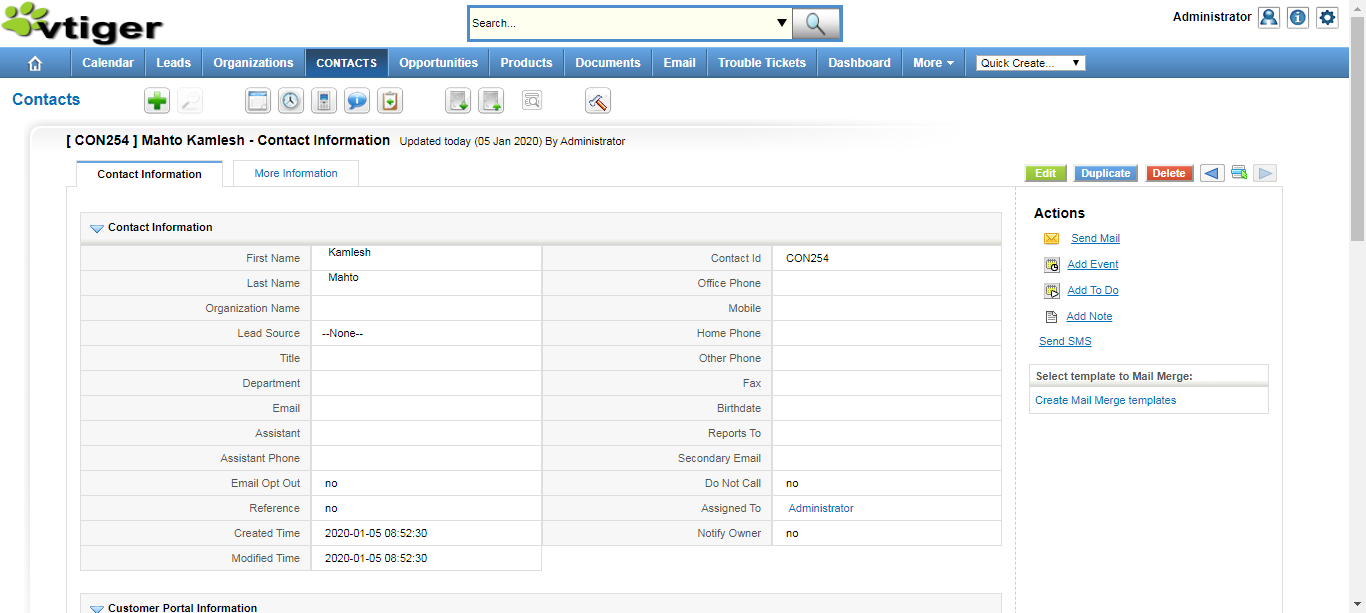 vtiger
Search...
Administrator
Calendar Leads Organizations CONTACTS Opportunities Products Documents Email Trouble Tickets Dashboard More Quick Create...
Contacts
[ CON254 ] Mahto Kamlesh - Contact Information Updated today (05 Jan 2020) By Administrator
Contact Information More Information
Edit Duplicate Delete
Contact Information
First Name Kamlesh Contact Id CON254
Last Name Mahto Office Phone
Organization Name Mobile
Lead Source --None-- Home Phone
Title Other Phone
Department Fax
Email Birthdate
Assistant Reports To
Assistant Phone Secondary Email
Email Opt Out no Do Not Call no
Reference no Assigned To Administrator
Created Time 2020-01-05 08:52:30 Notify Owner no
Modified Time 2020-01-05 08:52:30
Customer Portal Information
Actions
Send Mail
Add Event
Add To Do
Add Note
Send SMS
Select template to Mail Merge:
Create Mail Merge templates